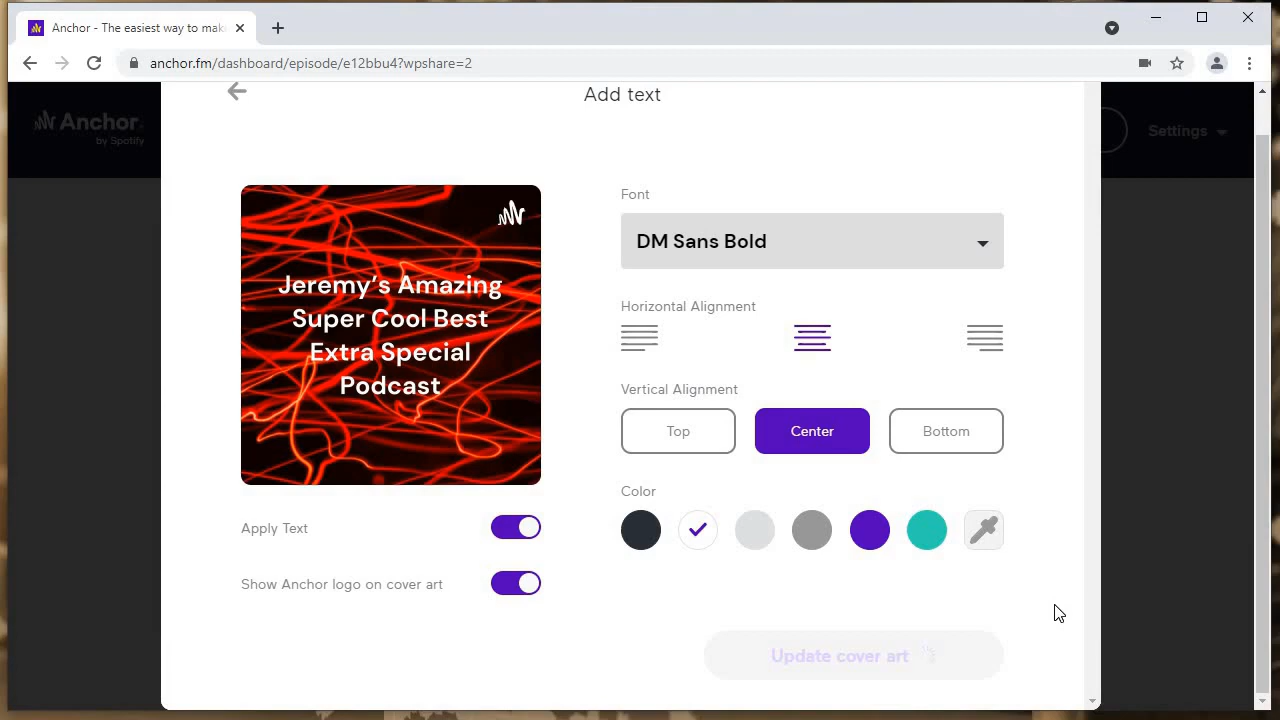 Anchor - The easiest way to mak
anchor.fm/dashboard/episode/e12bbu4?wpshare=2
Anchor
by Spotify
Settings
Add text
Jeremy’s Amazing
Super Cool Best
Extra Special
Podcast
Apply Text
Show Anchor logo on cover art
Font
DM Sans Bold
Horizontal Alignment
Vertical Alignment
Top Center Bottom
Color
Update cover art